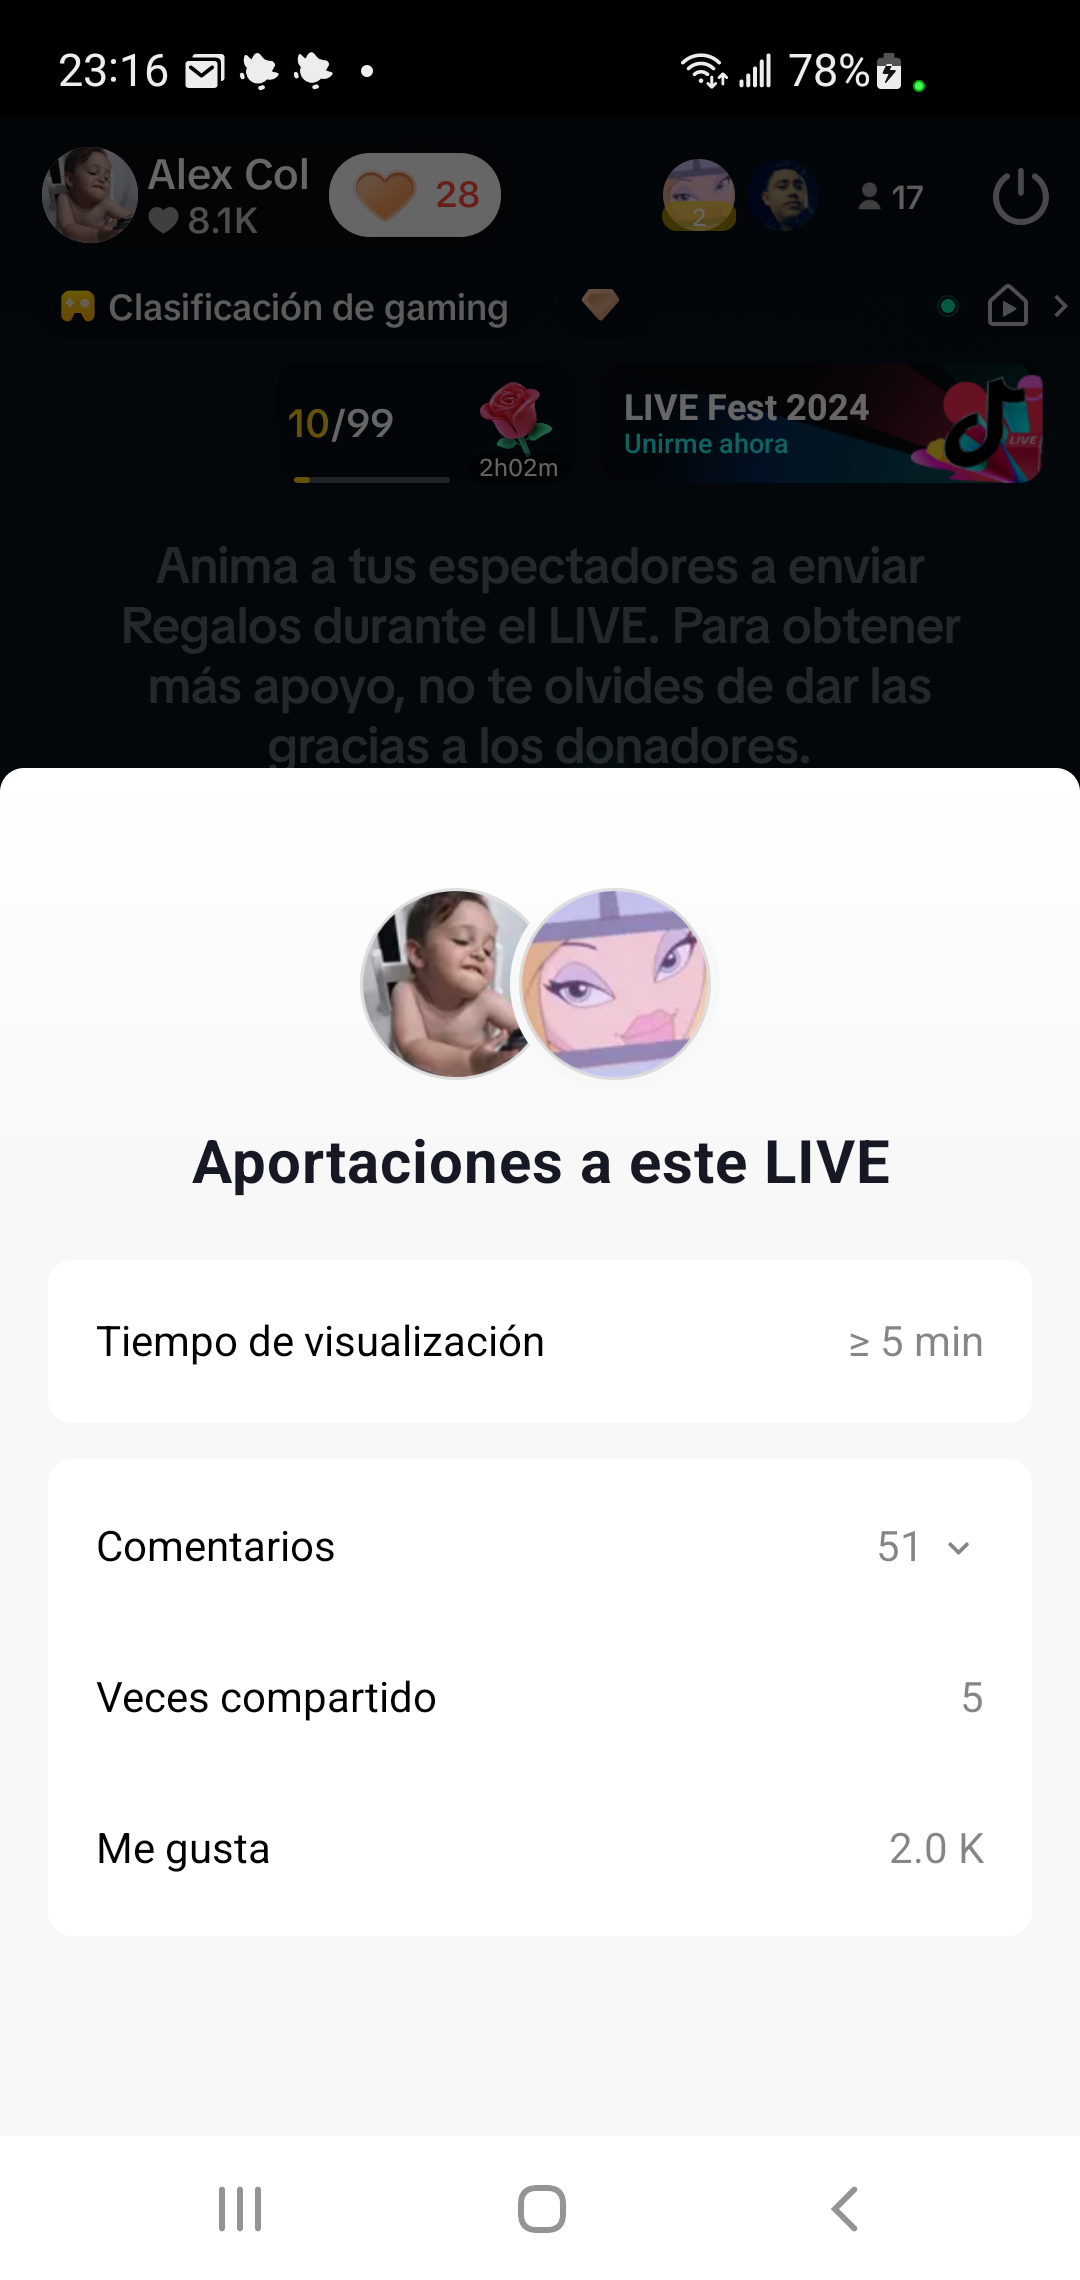 23:16
78%
Alex Col
8.1K
28
2
17
Clasificación de gaming
10/99
2h02m
LIVE Fest 2024
Unirme ahora
LIVE
Anima a tus espectadores a enviar
Regalos durante el LIVE. Para obtener
más apoyo, no te olvides de dar las
gracias a los donadores.
Aportaciones a este LIVE
Tiempo de visualización ≥ 5 min
Comentarios 51
Veces compartido 5
Me gusta 2.0 K